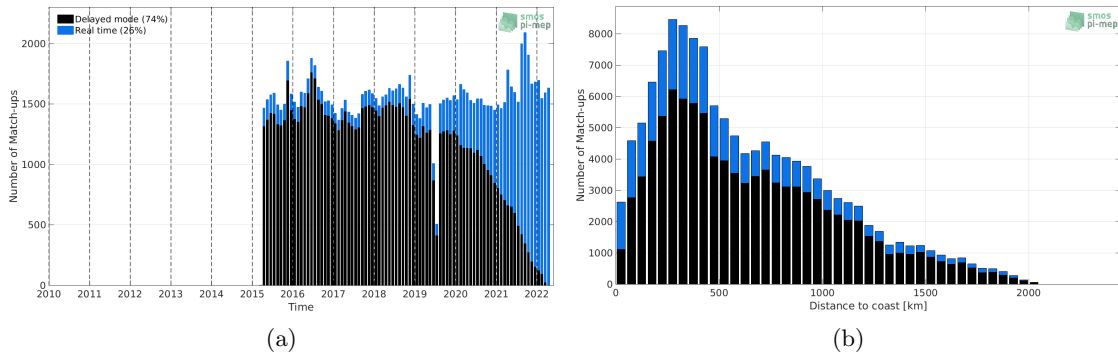 Delayed mode (74%)
Real time (26%)
smos
pi-mep
2000
1500
1000
500
0
Number of Match-ups
2010 2011 2012 2013 2014 2015 2016 2017 2018 2019 2020 2021 2022
Time
(a)
smos
pi-mep
8000
7000
6000
5000
4000
3000
2000
1000
0
Number of Match-ups
0 500 1000 1500 2000
Distance to coast [km]
(b)